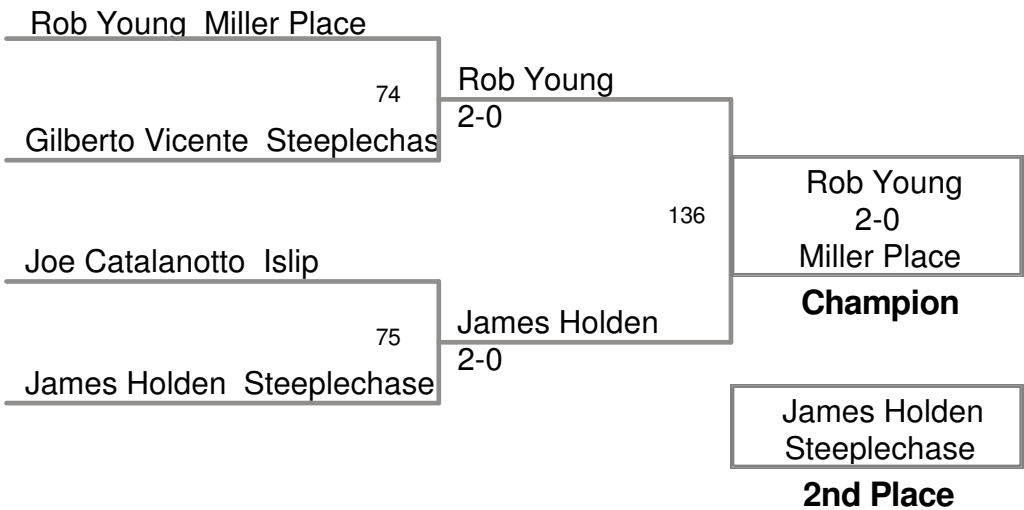 Rob Young  Miller Place
74
Gilberto Vicente  Steeplechas
Rob Young
2-0
Joe Catalanotto  Islip
75
James Holden  Steeplechase
James Holden
2-0
136
Rob Young
2-0
Miller Place
Champion
James Holden
Steeplechase
2nd Place